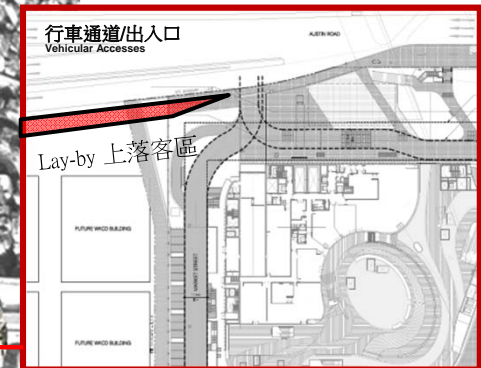 行車通道/出入口
Vehicular Accesses
AUSTIN ROAD
Lay-by 上落客區
FUTURE WKCD BUILDING
FUTURE WKCD BUILDING